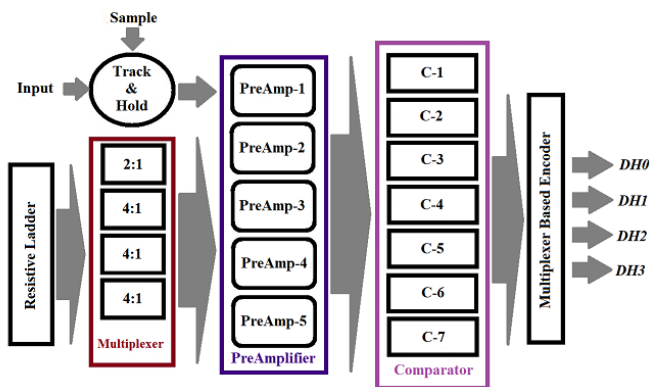 Sample
Input
Track
&
Hold
Resistive Ladder
2:1
4:1
4:1
4:1
Multiplexer
PreAmp-1
PreAmp-2
PreAmp-3
PreAmp-4
PreAmp-5
PreAmplifier
C-1
C-2
C-3
C-4
C-5
C-6
C-7
Comparator
Multiplexer Based Encoder
DH0
DH1
DH2
DH3